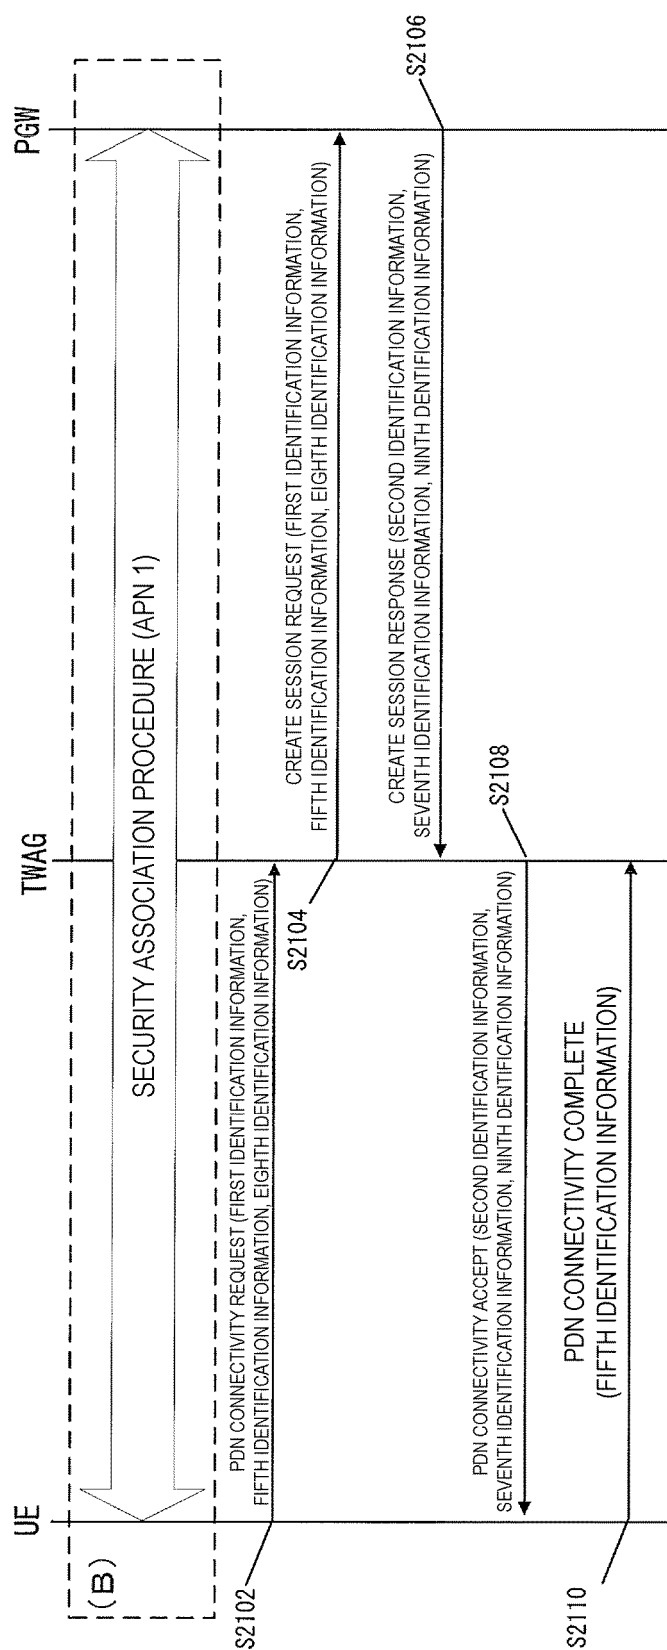 UE
TWAG
PGW
(B)
SECURITY ASSOCIATION PROCEDURE (APN 1)
S2102
PDN CONNECTIVITY REQUEST (FIRST IDENTIFICATION INFORMATION,
FIFTH IDENTIFICATION INFORMATION, EIGHTH IDENTIFICATION INFORMATION)
S2104
CREATE SESSION REQUEST (FIRST IDENTIFICATION INFORMATION,
FIFTH IDENTIFICATION INFORMATION, EIGHTH IDENTIFICATION INFORMATION)
S2106
CREATE SESSION RESPONSE (SECOND IDENTIFICATION INFORMATION,
SEVENTH IDENTIFICATION INFORMATION, NINTH DENTIFICATION INFORMATION)
S2108
PDN CONNECTIVITY ACCEPT (SECOND IDENTIFICATION INFORMATION,
SEVENTH IDENTIFICATION INFORMATION, NINTH DENTIFICATION INFORMATION)
S2110
PDN CONNECTIVITY COMPLETE
(FIFTH IDENTIFICATION INFORMATION)